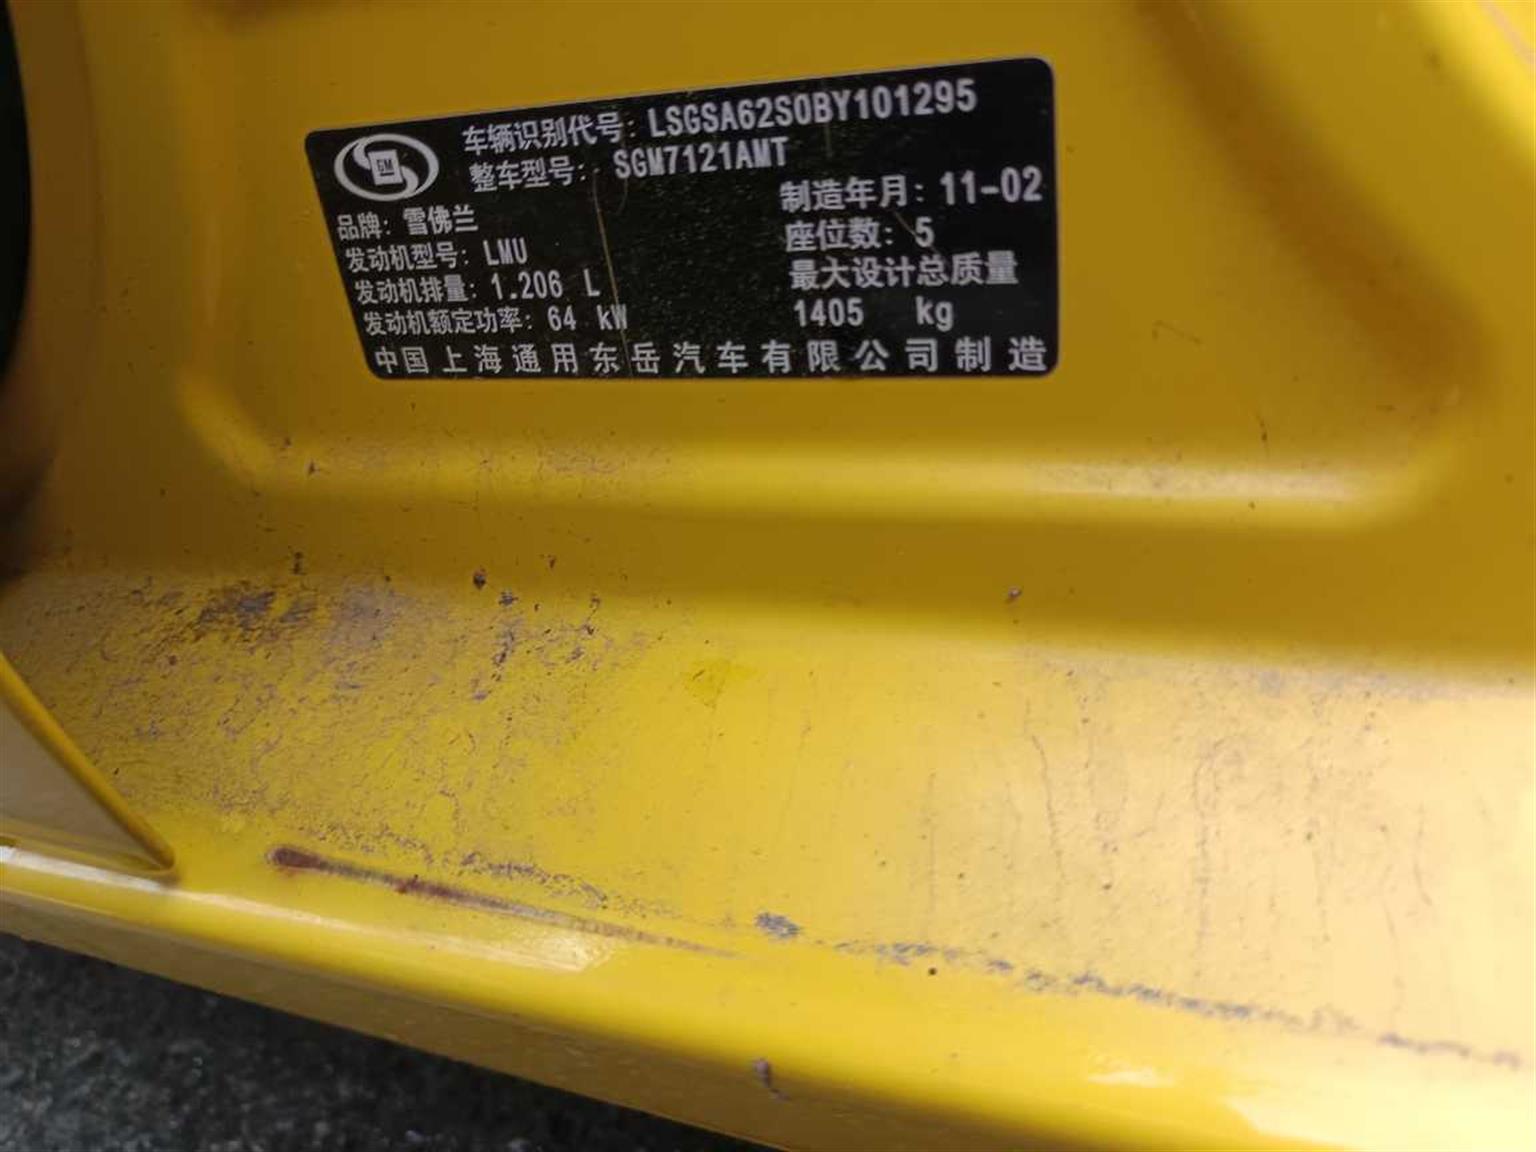 GM
车辆识别代号: LSGSA62S0BY101295
整车型号: SGM7121AMT
品牌: 雪佛兰
制造年月: 11-02
发动机型号: LMU
座位数: 5
发动机排量: 1.206 L
最大设计总质量
发动机额定功率: 64 kW
1405 kg
中国上海通用东岳汽车有限公司制造